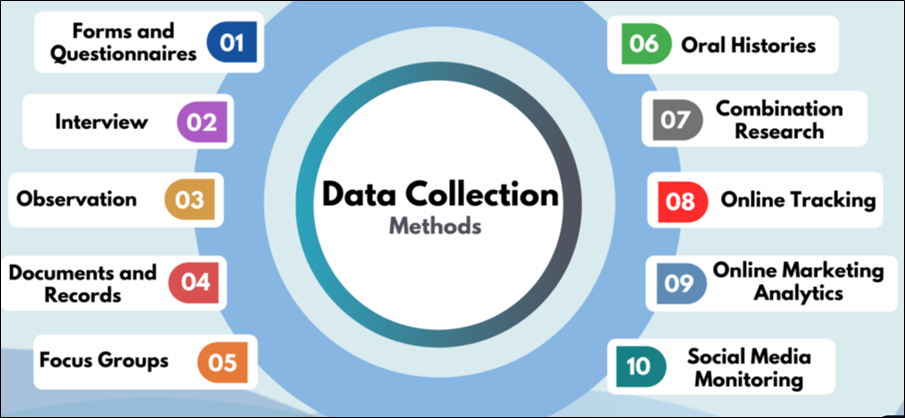 Forms and
Questionnaires
01
Interview
02
Observation
03
Documents and
Records
04
Focus Groups
05
Data Collection
Methods
06
Oral Histories
07
Combination
Research
08
Online Tracking
09
Online Marketing
Analytics
10
Social Media
Monitoring